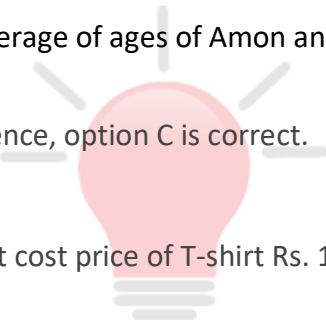 erage of ages of Amon an
ence, option C is correct.
t cost price of T-shirt Rs. 1